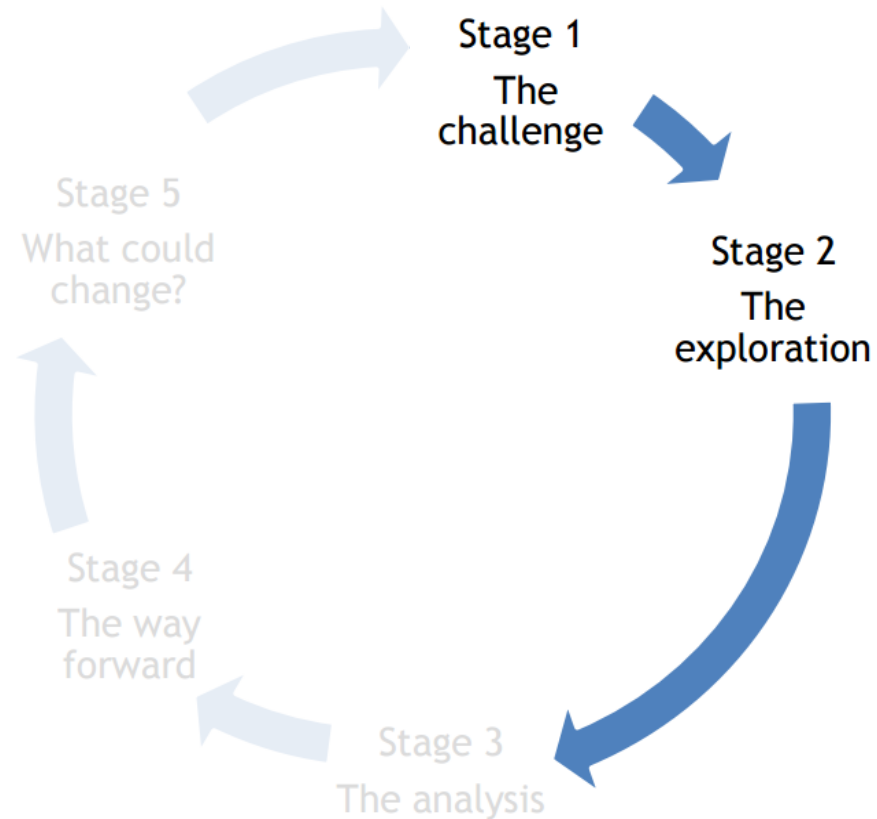 Stage 1
The
challenge
Stage 2
The
exploration
Stage 3
The analysis
Stage 4
The way
forward
Stage 5
What could
change?